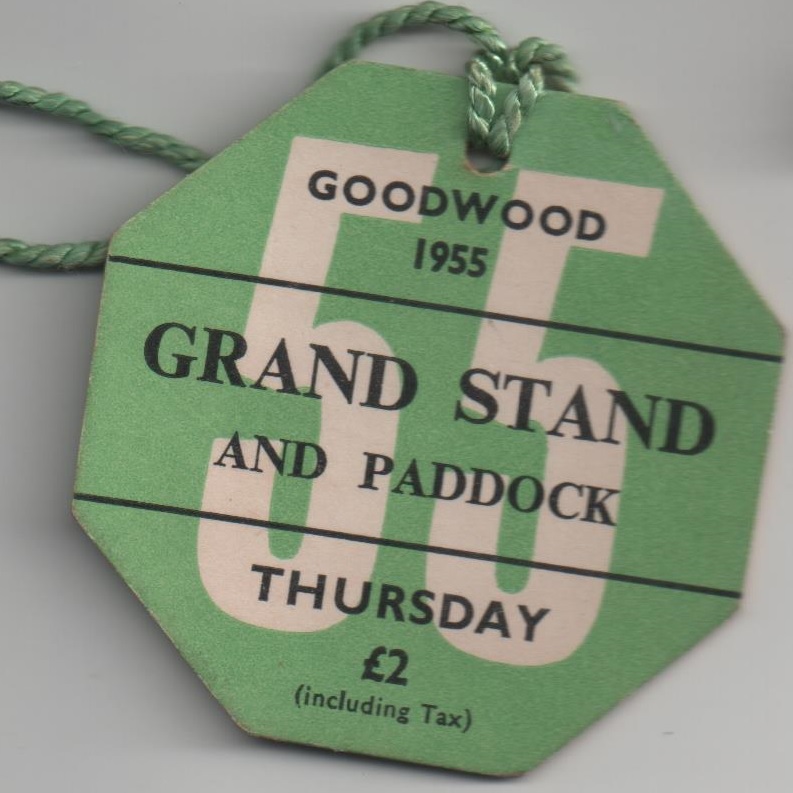 55
GOODWOOD
1955
GRAND STAND
AND PADDOCK
THURSDAY
£2
(including Tax)